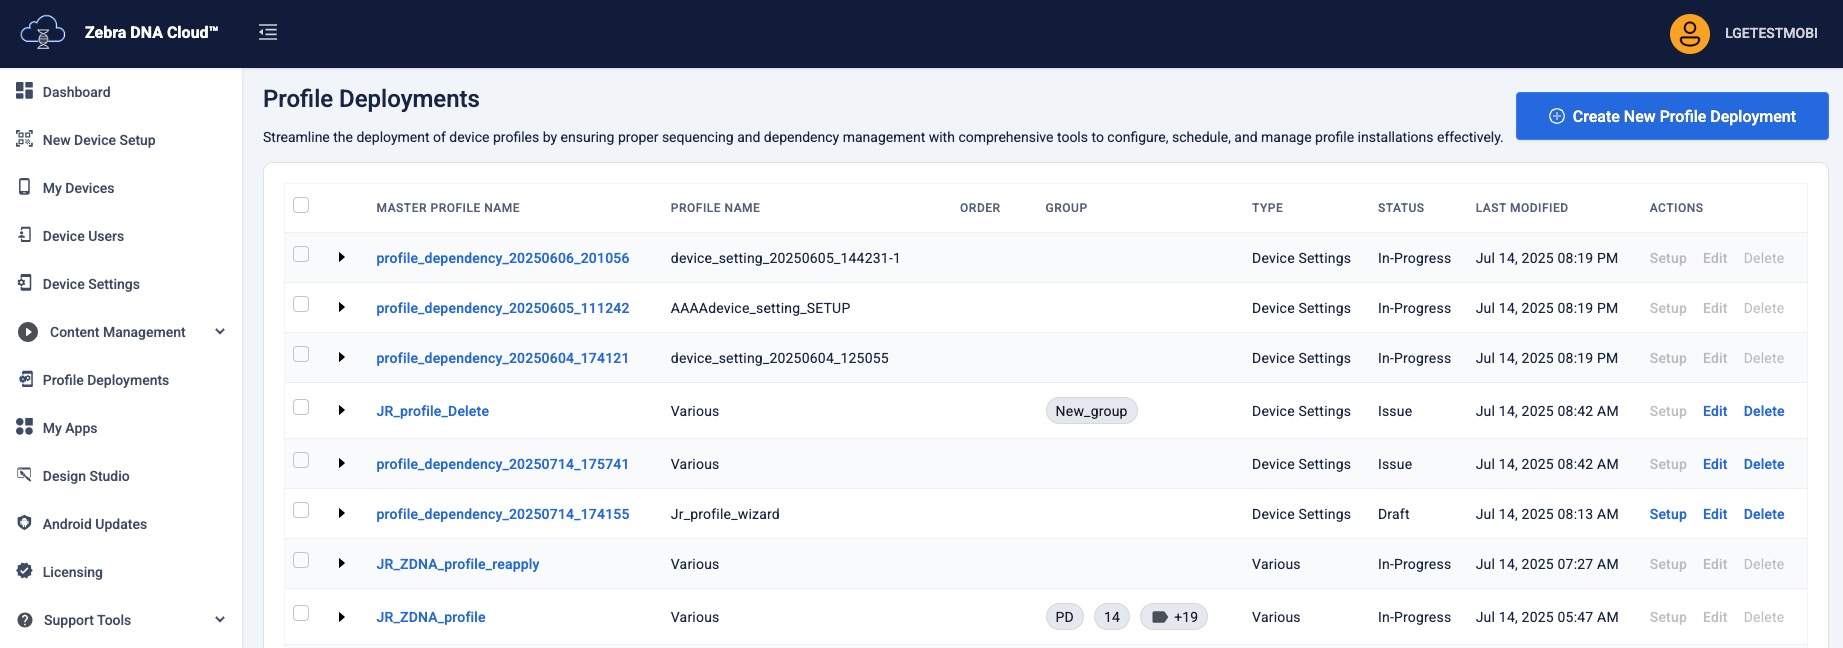 Zebra DNA Cloud™
LGETESTMOBI
Dashboard
New Device Setup
My Devices
Device Users
Device Settings
Content Management
Profile Deployments
My Apps
Design Studio
Android Updates
Licensing
Support Tools
Profile Deployments
Streamline the deployment of device profiles by ensuring proper sequencing and dependency management with comprehensive tools to configure, schedule, and manage profile installations effectively.
Create New Profile Deployment
MASTER PROFILE NAME PROFILE NAME ORDER GROUP TYPE STATUS LAST MODIFIED ACTIONS
profile_dependency_20250606_201056 device_setting_20250605_144231-1 Device Settings In-Progress Jul 14, 2025 08:19 PM Setup Edit Delete
profile_dependency_20250605_111242 AAAAdevice_setting_SETUP Device Settings In-Progress Jul 14, 2025 08:19 PM Setup Edit Delete
profile_dependency_20250604_174121 device_setting_20250604_125055 Device Settings In-Progress Jul 14, 2025 08:19 PM Setup Edit Delete
JR_profile_Delete Various New_group Device Settings Issue Jul 14, 2025 08:42 AM Setup Edit Delete
profile_dependency_20250714_175741 Various Device Settings Issue Jul 14, 2025 08:42 AM Setup Edit Delete
profile_dependency_20250714_174155 Jr_profile_wizard Device Settings Draft Jul 14, 2025 08:13 AM Setup Edit Delete
JR_ZDNA_profile_reapply Various Various In-Progress Jul 14, 2025 07:27 AM Setup Edit Delete
JR_ZDNA_profile Various PD 14 +19 Various In-Progress Jul 14, 2025 05:47 AM Setup Edit Delete